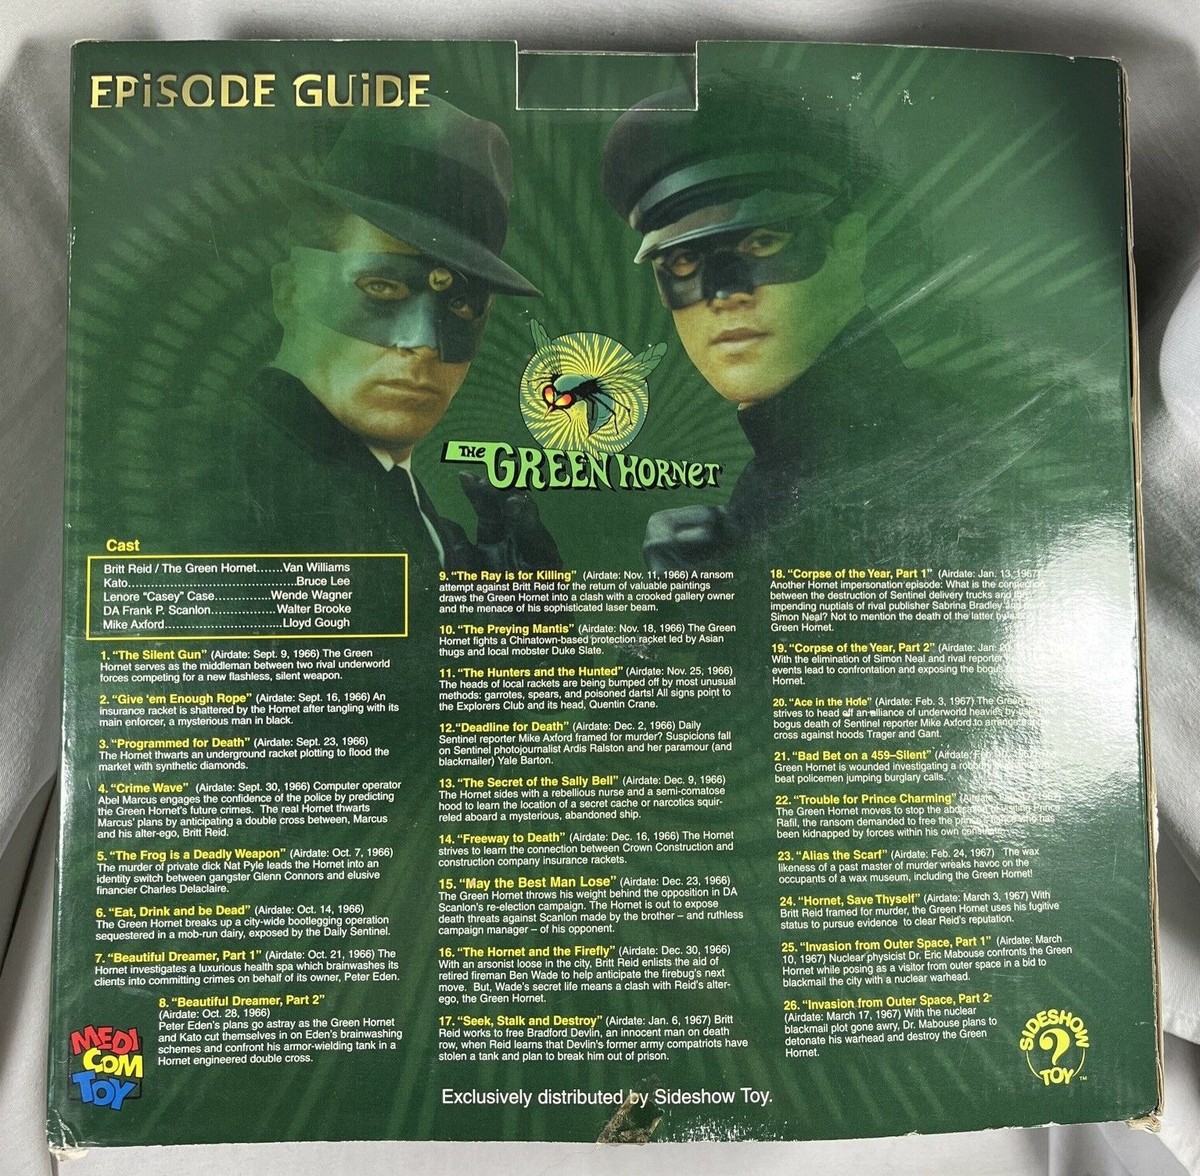 EPiSODE GUiDE
THe
GREEN HORNeT
Cast
Britt Reid / The Green Hornet.......Van Williams
Kato..........................................Bruce Lee
Lenore “Casey” Case..............Wende Wagner
DA Frank P. Scanlon................Walter Brooke
Mike Axford.............................Lloyd Gough
1. “The Silent Gun” (Airdate: Sept. 9, 1966) The Green
Hornet serves as the middleman between two rival underworld
forces competing for a new flashless, silent weapon.
2. “Give ’em Enough Rope” (Airdate: Sept. 16, 1966) An
insurance racket is shattered by the Hornet after tangling with its
main enforcer, a mysterious man in black.
3. “Programmed for Death” (Airdate: Sept. 23, 1966)
The Hornet thwarts an underground racket plotting to flood the
market with synthetic diamonds.
4. “Crime Wave” (Airdate: Sept. 30, 1966) Computer operator
Abel Marcus engages the confidence of the police by predicting
the Green Hornet's future crimes. The real Hornet thwarts
Marcus' plans by anticipating a double cross between, Marcus
and his alter-ego, Britt Reid.
5. “The Frog is a Deadly Weapon” (Airdate: Oct. 7, 1966)
The murder of private dick Nat Pyle leads the Hornet into an
identity switch between gangster Glenn Connors and elusive
financier Charles Delaclaire.
6. “Eat, Drink and be Dead” (Airdate: Oct. 14, 1966)
The Green Hornet breaks up a city-wide bootlegging operation
sequestered in a mob-run dairy, exposed by the Daily Sentinel.
7. “Beautiful Dreamer, Part 1” (Airdate: Oct. 21, 1966) The
Hornet investigates a luxurious health spa which brainwashes its
clients into committing crimes on behalf of its owner, Peter Eden.
8. “Beautiful Dreamer, Part 2”
(Airdate: Oct. 28, 1966)
Peter Eden's plans go astray as the Green Hornet
and Kato cut themselves in on Eden's brainwashing
schemes and confront his armor-wielding tank in a
Hornet engineered double cross.
MEDI
COM
TOY
9. “The Ray is for Killing” (Airdate: Nov. 11, 1966) A ransom
attempt against Britt Reid for the return of valuable paintings
draws the Green Hornet into a clash with a crooked gallery owner
and the menace of his sophisticated laser beam.
10. “The Preying Mantis” (Airdate: Nov. 18, 1966) The Green
Hornet fights a Chinatown-based protection racket led by Asian
thugs and local mobster Duke Slate.
11. “The Hunters and the Hunted” (Airdate: Nov. 25, 1966)
The heads of local rackets are being bumped off by most unusual
methods: garrotes, spears, and poisoned darts! All signs point to
the Explorers Club and its head, Quentin Crane.
12.“Deadline for Death” (Airdate: Dec. 2, 1966) Daily
Sentinel reporter Mike Axford framed for murder? Suspicions fall
on Sentinel photojournalist Ardis Ralston and her paramour (and
blackmailer) Yale Barton.
13. “The Secret of the Sally Bell” (Airdate: Dec. 9, 1966)
The Hornet sides with a rebellious nurse and a semi-comatose
hood to learn the location of a secret cache or narcotics squir-
reled aboard a mysterious, abandoned ship.
14. “Freeway to Death” (Airdate: Dec. 16, 1966) The Hornet
strives to learn the connection between Crown Construction and
construction company insurance rackets.
15. “May the Best Man Lose” (Airdate: Dec. 23, 1966)
The Green Hornet throws his weight behind the opposition in DA
Scanlon's re-election campaign. The Hornet is out to expose
death threats against Scanlon made by the brother – and ruthless
campaign manager – of his opponent.
16. “The Hornet and the Firefly” (Airdate: Dec. 30, 1966)
With an arsonist loose in the city, Britt Reid enlists the aid of
retired fireman Ben Wade to help anticipate the firebug's next
move. But, Wade's secret life means a clash with Reid's alter-
ego, the Green Hornet.
17. “Seek, Stalk and Destroy” (Airdate: Jan. 6, 1967) Britt
Reid works to free Bradford Devlin, an innocent man on death
row, when Reid learns that Devlin's former army compatriots have
stolen a tank and plan to break him out of prison.
18. “Corpse of the Year, Part 1” (Airdate: Jan. 13, 1967)
Another Hornet impersonation episode: What is the connection
between the destruction of Sentinel delivery trucks and the
impending nuptials of rival publisher Sabrina Bradley and
Simon Neal? Not to mention the death of the latter by
Green Hornet.
19. “Corpse of the Year, Part 2” (Airdate: Jan. 20,
With the elimination of Simon Neal and rival reporter
events lead to confrontation and exposing the bogus
Hornet.
20. “Ace in the Hole” (Airdate: Feb. 3, 1967) The Green
strives to head off an alliance of underworld heavies by
bogus death of Sentinel reporter Mike Axford to arrange
cross against hoods Trager and Gant.
21. “Bad Bet on a 459–Silent” (Airdate: Feb.
Green Hornet is wounded investigating a robbery
beat policemen jumping burglary calls.
22. “Trouble for Prince Charming”
The Green Hornet moves to stop the
Rafil, the ransom demanded to free the prince's has
been kidnapped by forces within his own
23. “Alias the Scarf” (Airdate: Feb. 24, 1967) The wax
likeness of a past master of murder wreaks havoc on the
occupants of a wax museum, including the Green Hornet!
24. “Hornet, Save Thyself” (Airdate: March 3, 1967) With
Britt Reid framed for murder, the Green Hornet uses his fugitive
status to pursue evidence to clear Reid's reputation.
25. “Invasion from Outer Space, Part 1” (Airdate: March
10, 1967) Nuclear physicist Dr. Eric Mabouse confronts the Green
Hornet while posing as a visitor from outer space in a bid to
blackmail the city with a nuclear warhead.
26. “Invasion from Outer Space, Part 2”
(Airdate: March 17, 1967) With the nuclear
blackmail plot gone awry, Dr. Mabouse plans to
detonate his warhead and destroy the Green
Hornet.
SIDESHOW
?
TOY™
Exclusively distributed by Sideshow Toy.